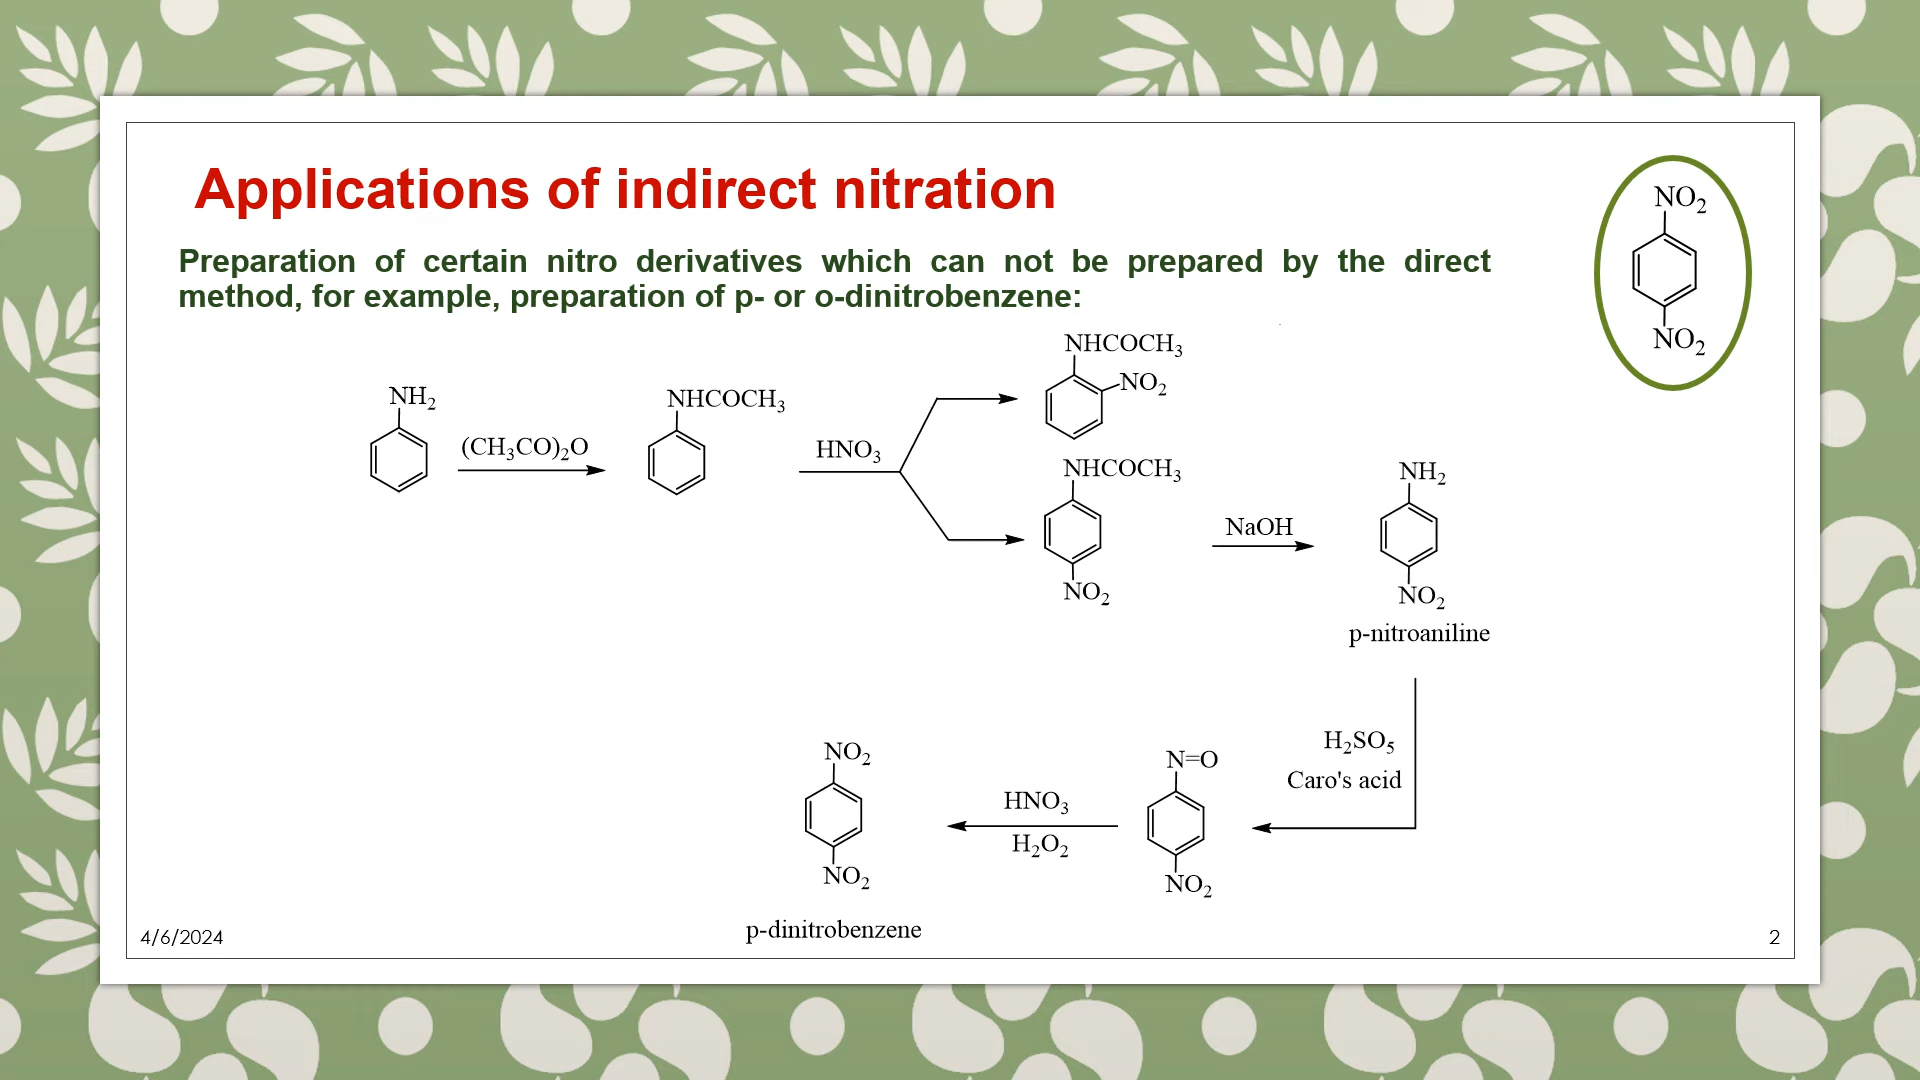 Applications of indirect nitration
Preparation of certain nitro derivatives which can not be prepared by the direct
method, for example, preparation of p- or o-dinitrobenzene:
NO₂
NO₂
NH₂
(CH₃CO)₂O
NHCOCH₃
HNO₃
NHCOCH₃
NO₂
NHCOCH₃
NO₂
NaOH
NH₂
NO₂
p-nitroaniline
H₂SO₅
Caro's acid
N=O
NO₂
HNO₃
H₂O₂
NO₂
NO₂
p-dinitrobenzene
4/6/2024
2